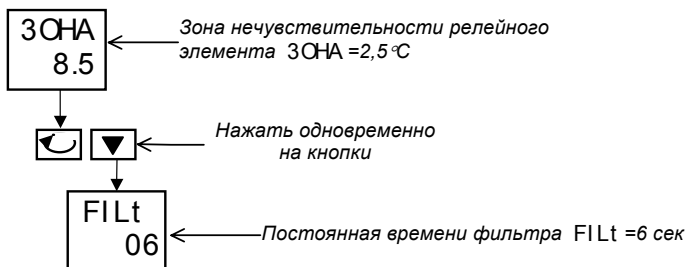 ЗОНА
8.5
Зона нечувствительности релейного
элемента ЗОНА =2,5°C
Нажать одновременно
на кнопки
FILt
06
Постоянная времени фильтра FILt =6 сек